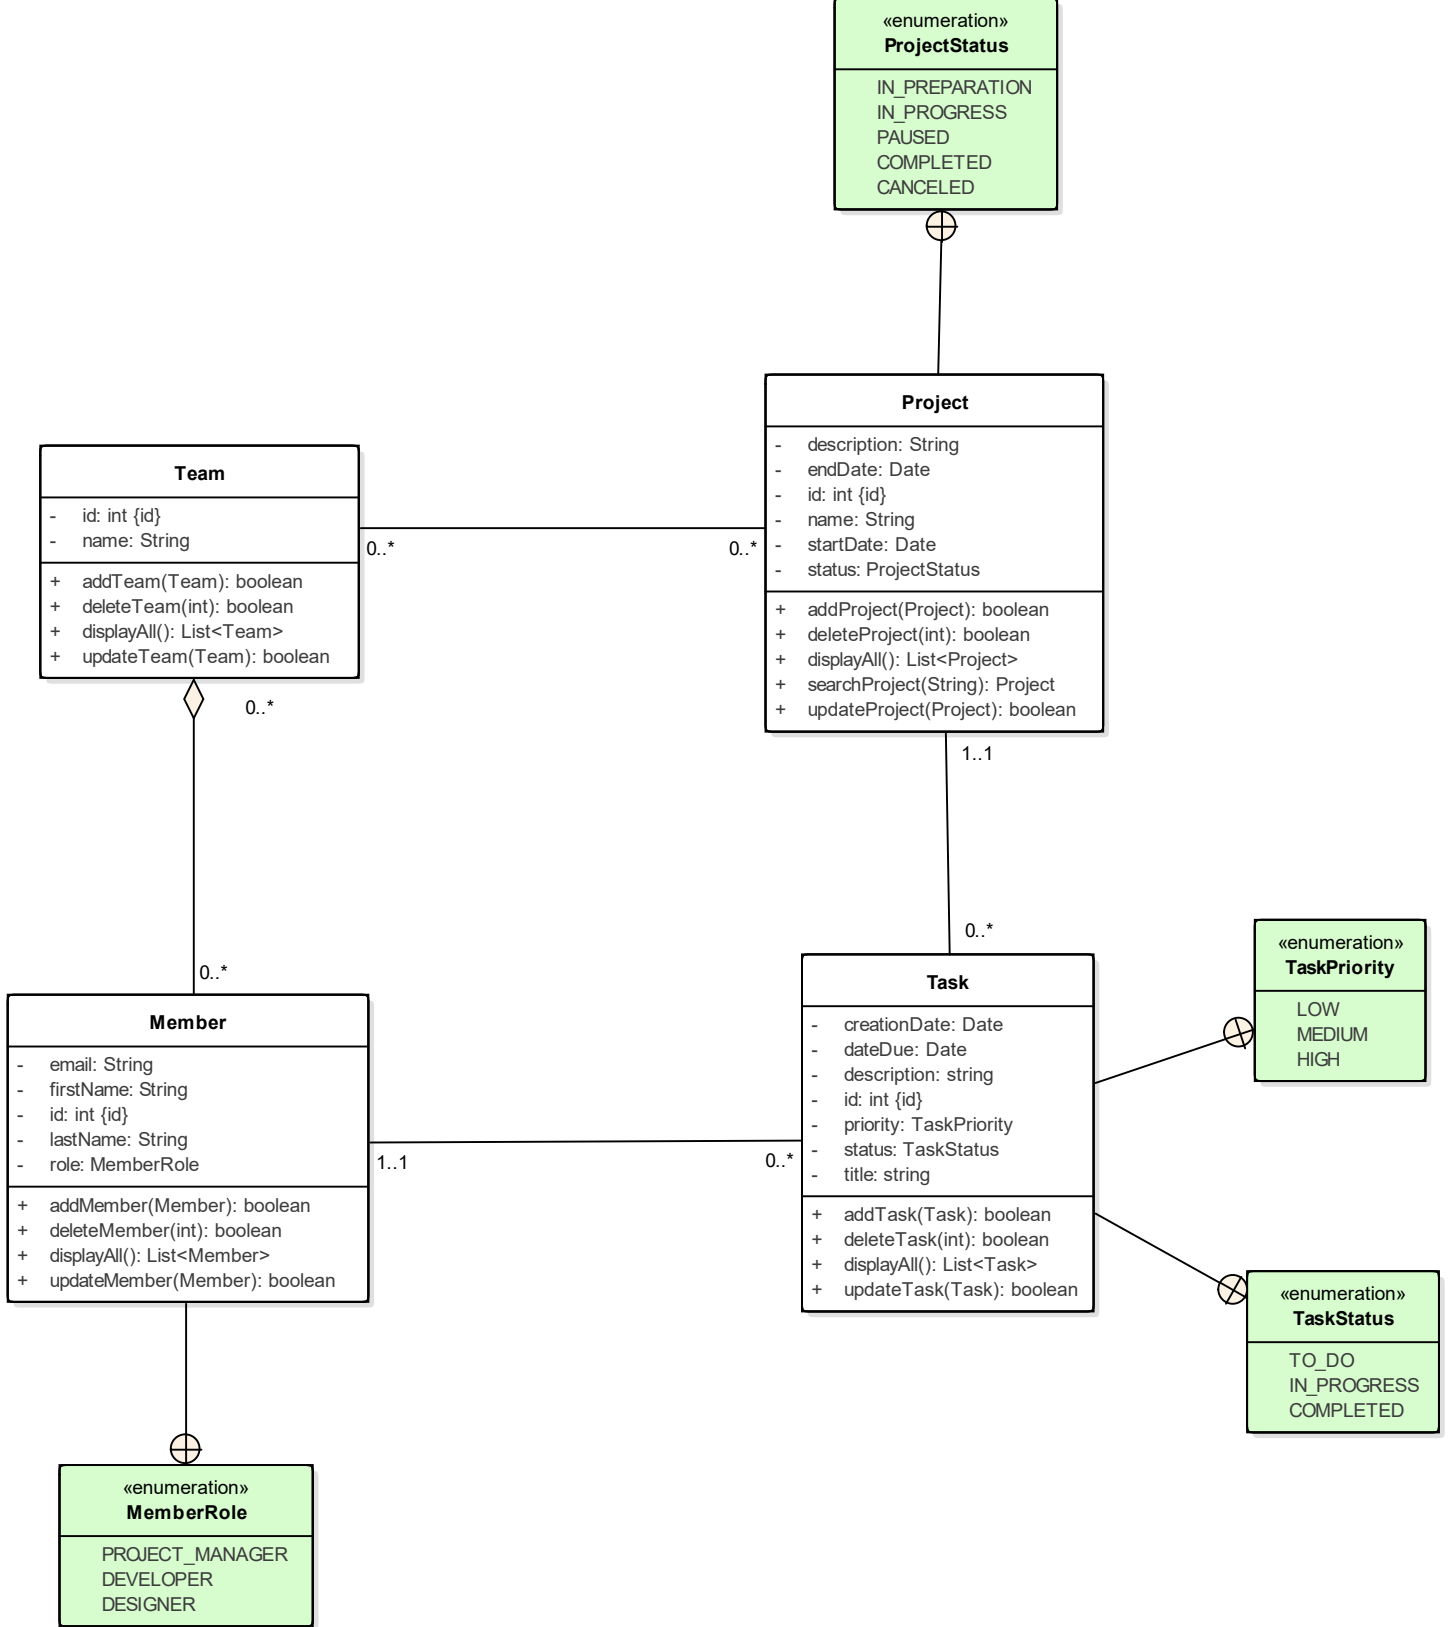 «enumeration»
ProjectStatus
IN_PREPARATION
IN_PROGRESS
PAUSED
COMPLETED
CANCELED
Project
- description: String
- endDate: Date
- id: int {id}
- name: String
- startDate: Date
- status: ProjectStatus
+ addProject(Project): boolean
+ deleteProject(int): boolean
+ displayAll(): List<Project>
+ searchProject(String): Project
+ updateProject(Project): boolean
Team
- id: int {id}
- name: String
+ addTeam(Team): boolean
+ deleteTeam(int): boolean
+ displayAll(): List<Team>
+ updateTeam(Team): boolean
0..*
0..*
0..*
1..1
0..*
0..*
Member
- email: String
- firstName: String
- id: int {id}
- lastName: String
- role: MemberRole
+ addMember(Member): boolean
+ deleteMember(int): boolean
+ displayAll(): List<Member>
+ updateMember(Member): boolean
1..1
0..*
Task
- creationDate: Date
- dateDue: Date
- description: string
- id: int {id}
- priority: TaskPriority
- status: TaskStatus
- title: string
+ addTask(Task): boolean
+ deleteTask(int): boolean
+ displayAll(): List<Task>
+ updateTask(Task): boolean
«enumeration»
TaskPriority
LOW
MEDIUM
HIGH
«enumeration»
TaskStatus
TO_DO
IN_PROGRESS
COMPLETED
«enumeration»
MemberRole
PROJECT_MANAGER
DEVELOPER
DESIGNER